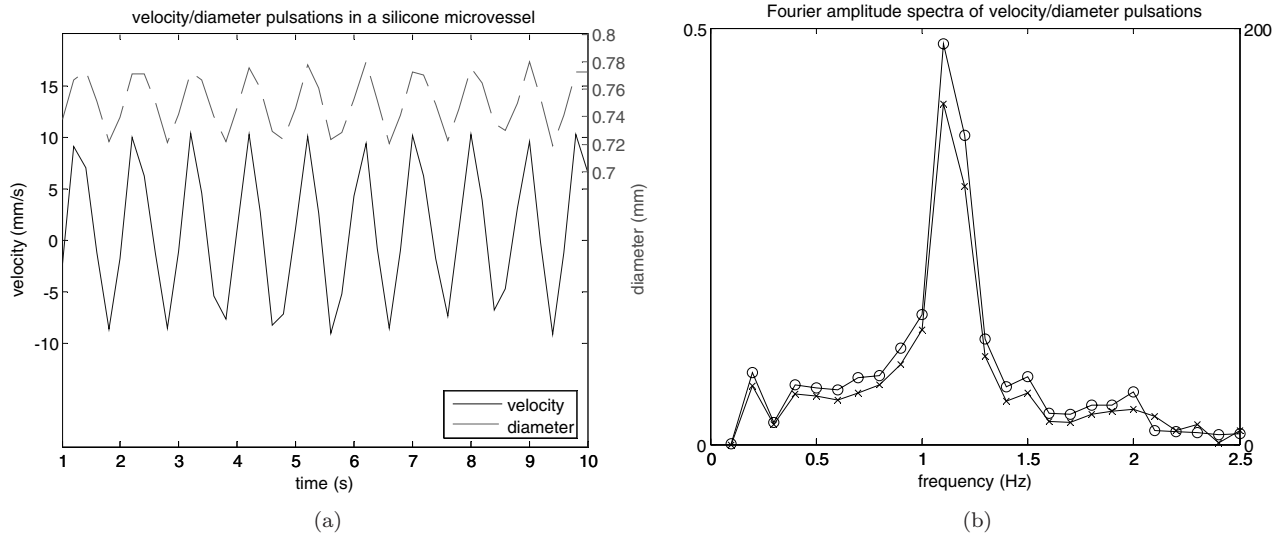 velocity/diameter pulsations in a silicone microvessel
velocity (mm/s)
15
10
5
0
-5
-10
0.8
0.78
0.76
0.74
0.72
0.7
diameter (mm)
velocity
diameter
1 2 3 4 5 6 7 8 9 10
time (s)
(a)
Fourier amplitude spectra of velocity/diameter pulsations
0.5
0
200
0
0 0.5 1 1.5 2 2.5
frequency (Hz)
(b)